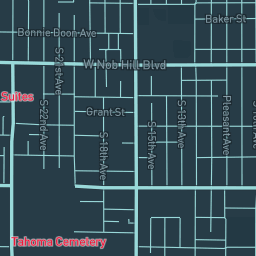 Baker St
Bonnie Doon Ave
W Nob Hill Blvd
S 21st Ave
Suites
Grant St
S 22nd Ave
S 18th Ave
S 15th Ave
S 13th Ave
Pleasant Ave
Tahoma Cemetery